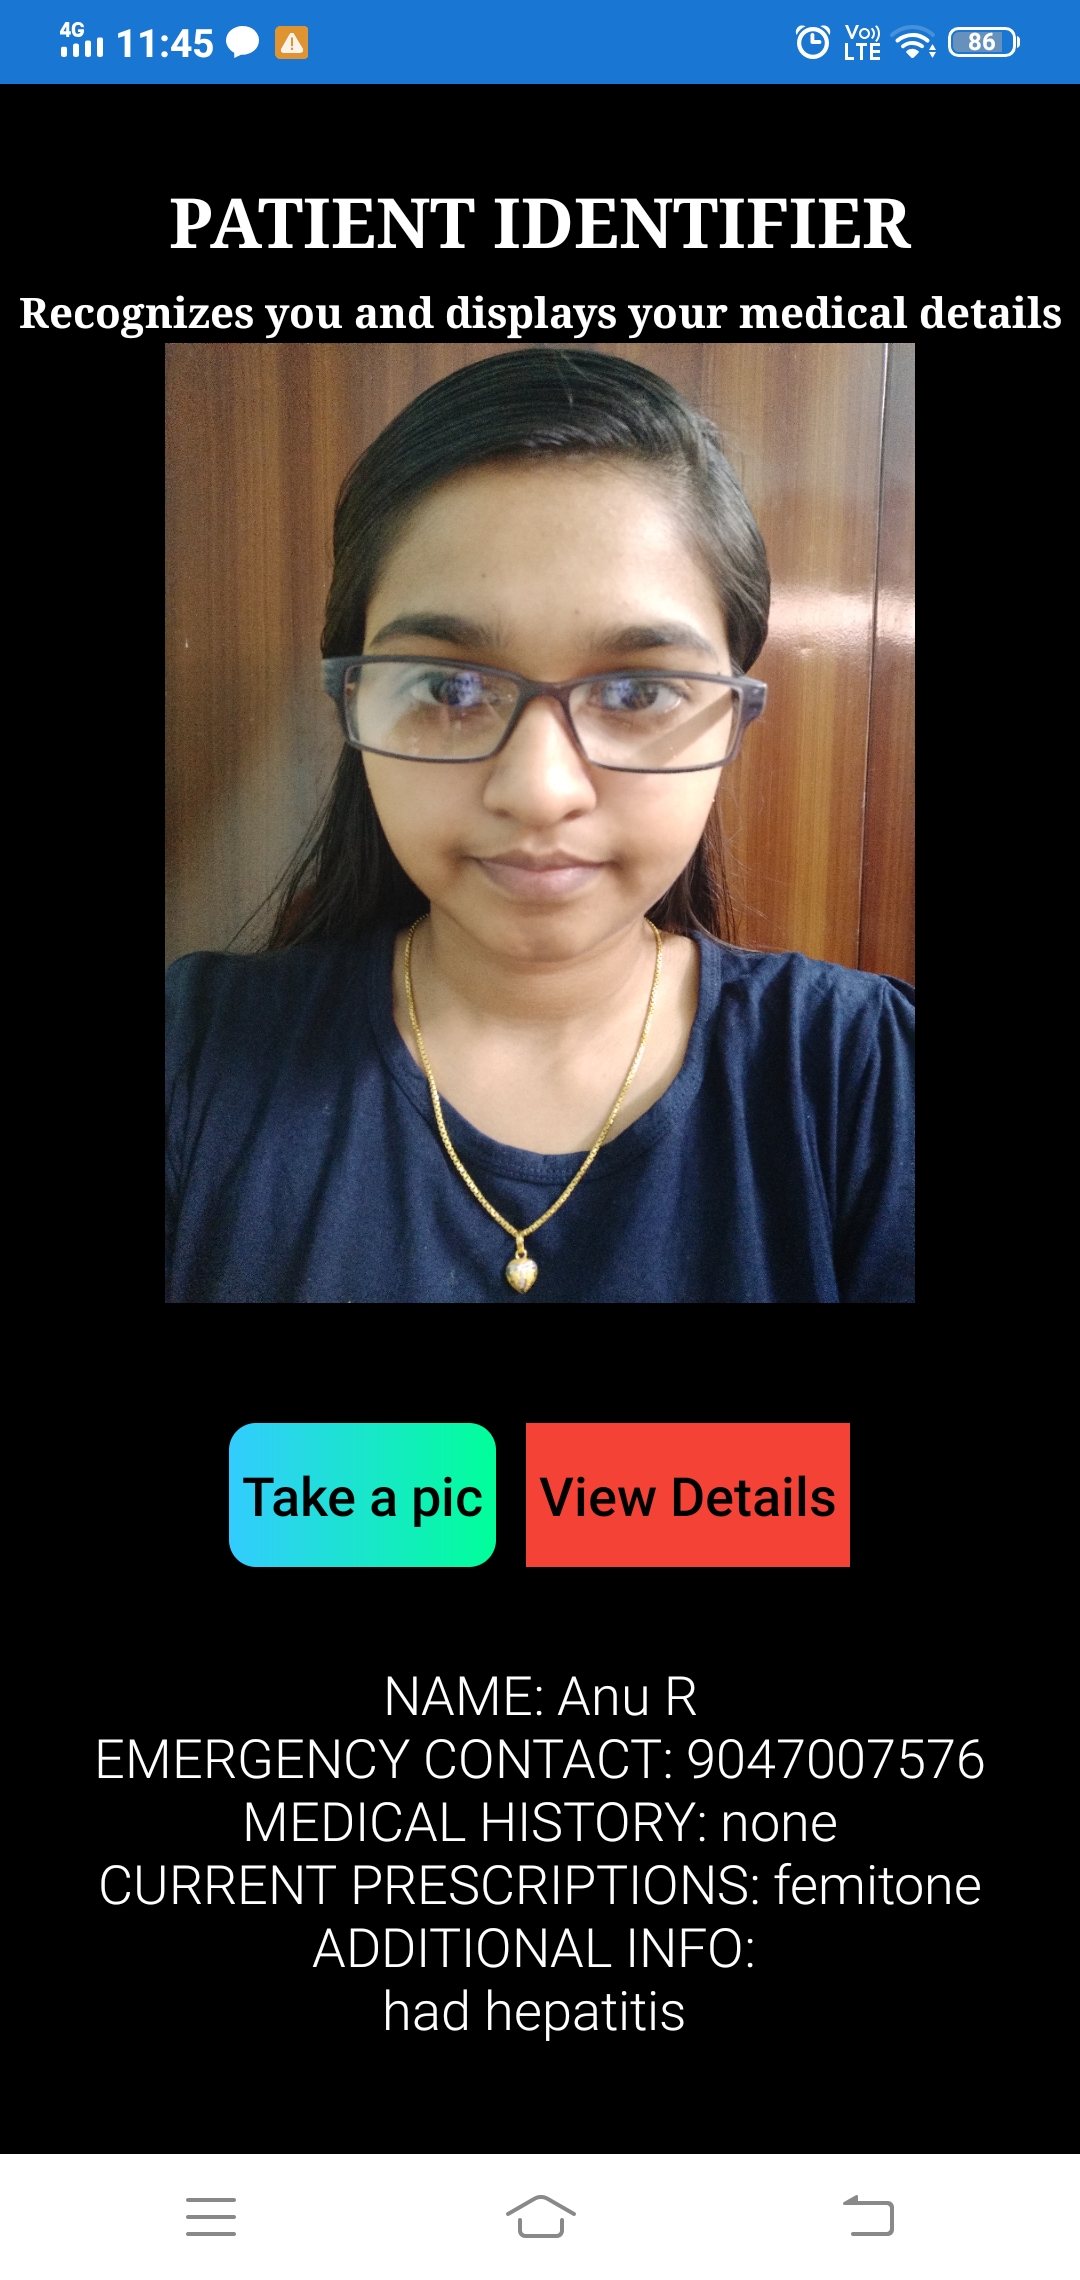 4G
11:45
Vo)) LTE
86
PATIENT IDENTIFIER
Recognizes you and displays your medical details
Take a pic
View Details
NAME: Anu R
EMERGENCY CONTACT: 9047007576
MEDICAL HISTORY: none
CURRENT PRESCRIPTIONS: femitone
ADDITIONAL INFO:
had hepatitis